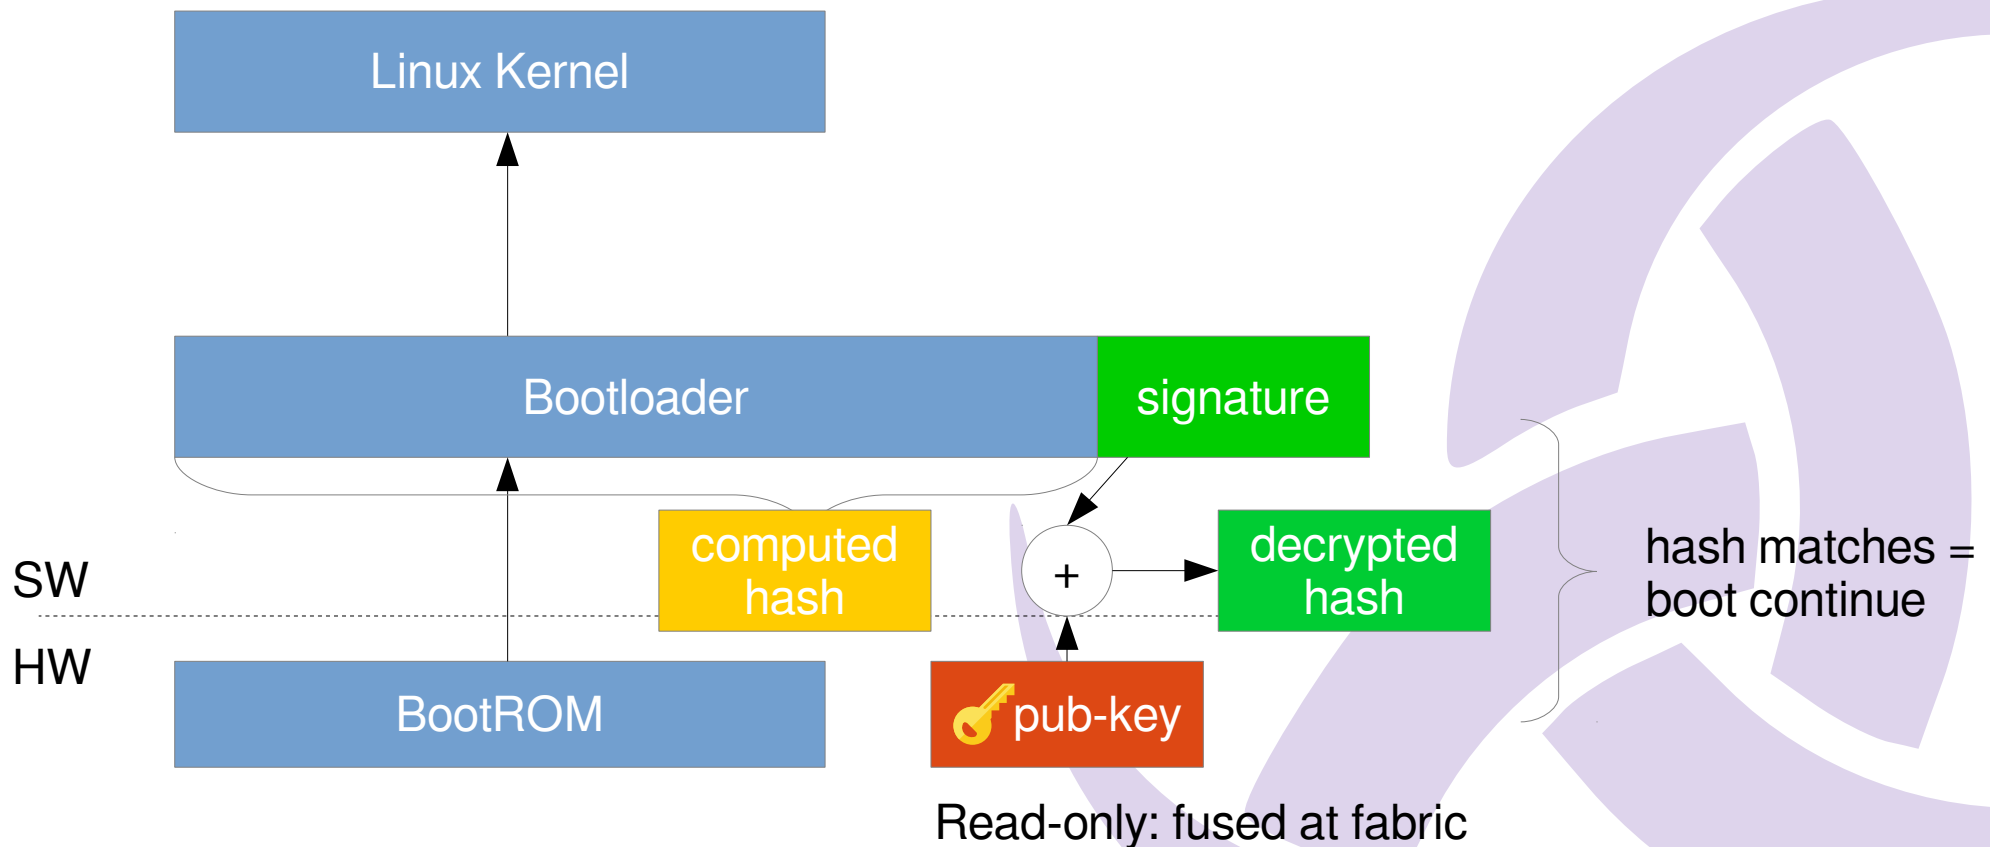 Linux Kernel
Bootloader
signature
computed
hash
+
decrypted
hash
hash matches =
boot continue
SW
HW
BootROM
pub-key
Read-only: fused at fabric